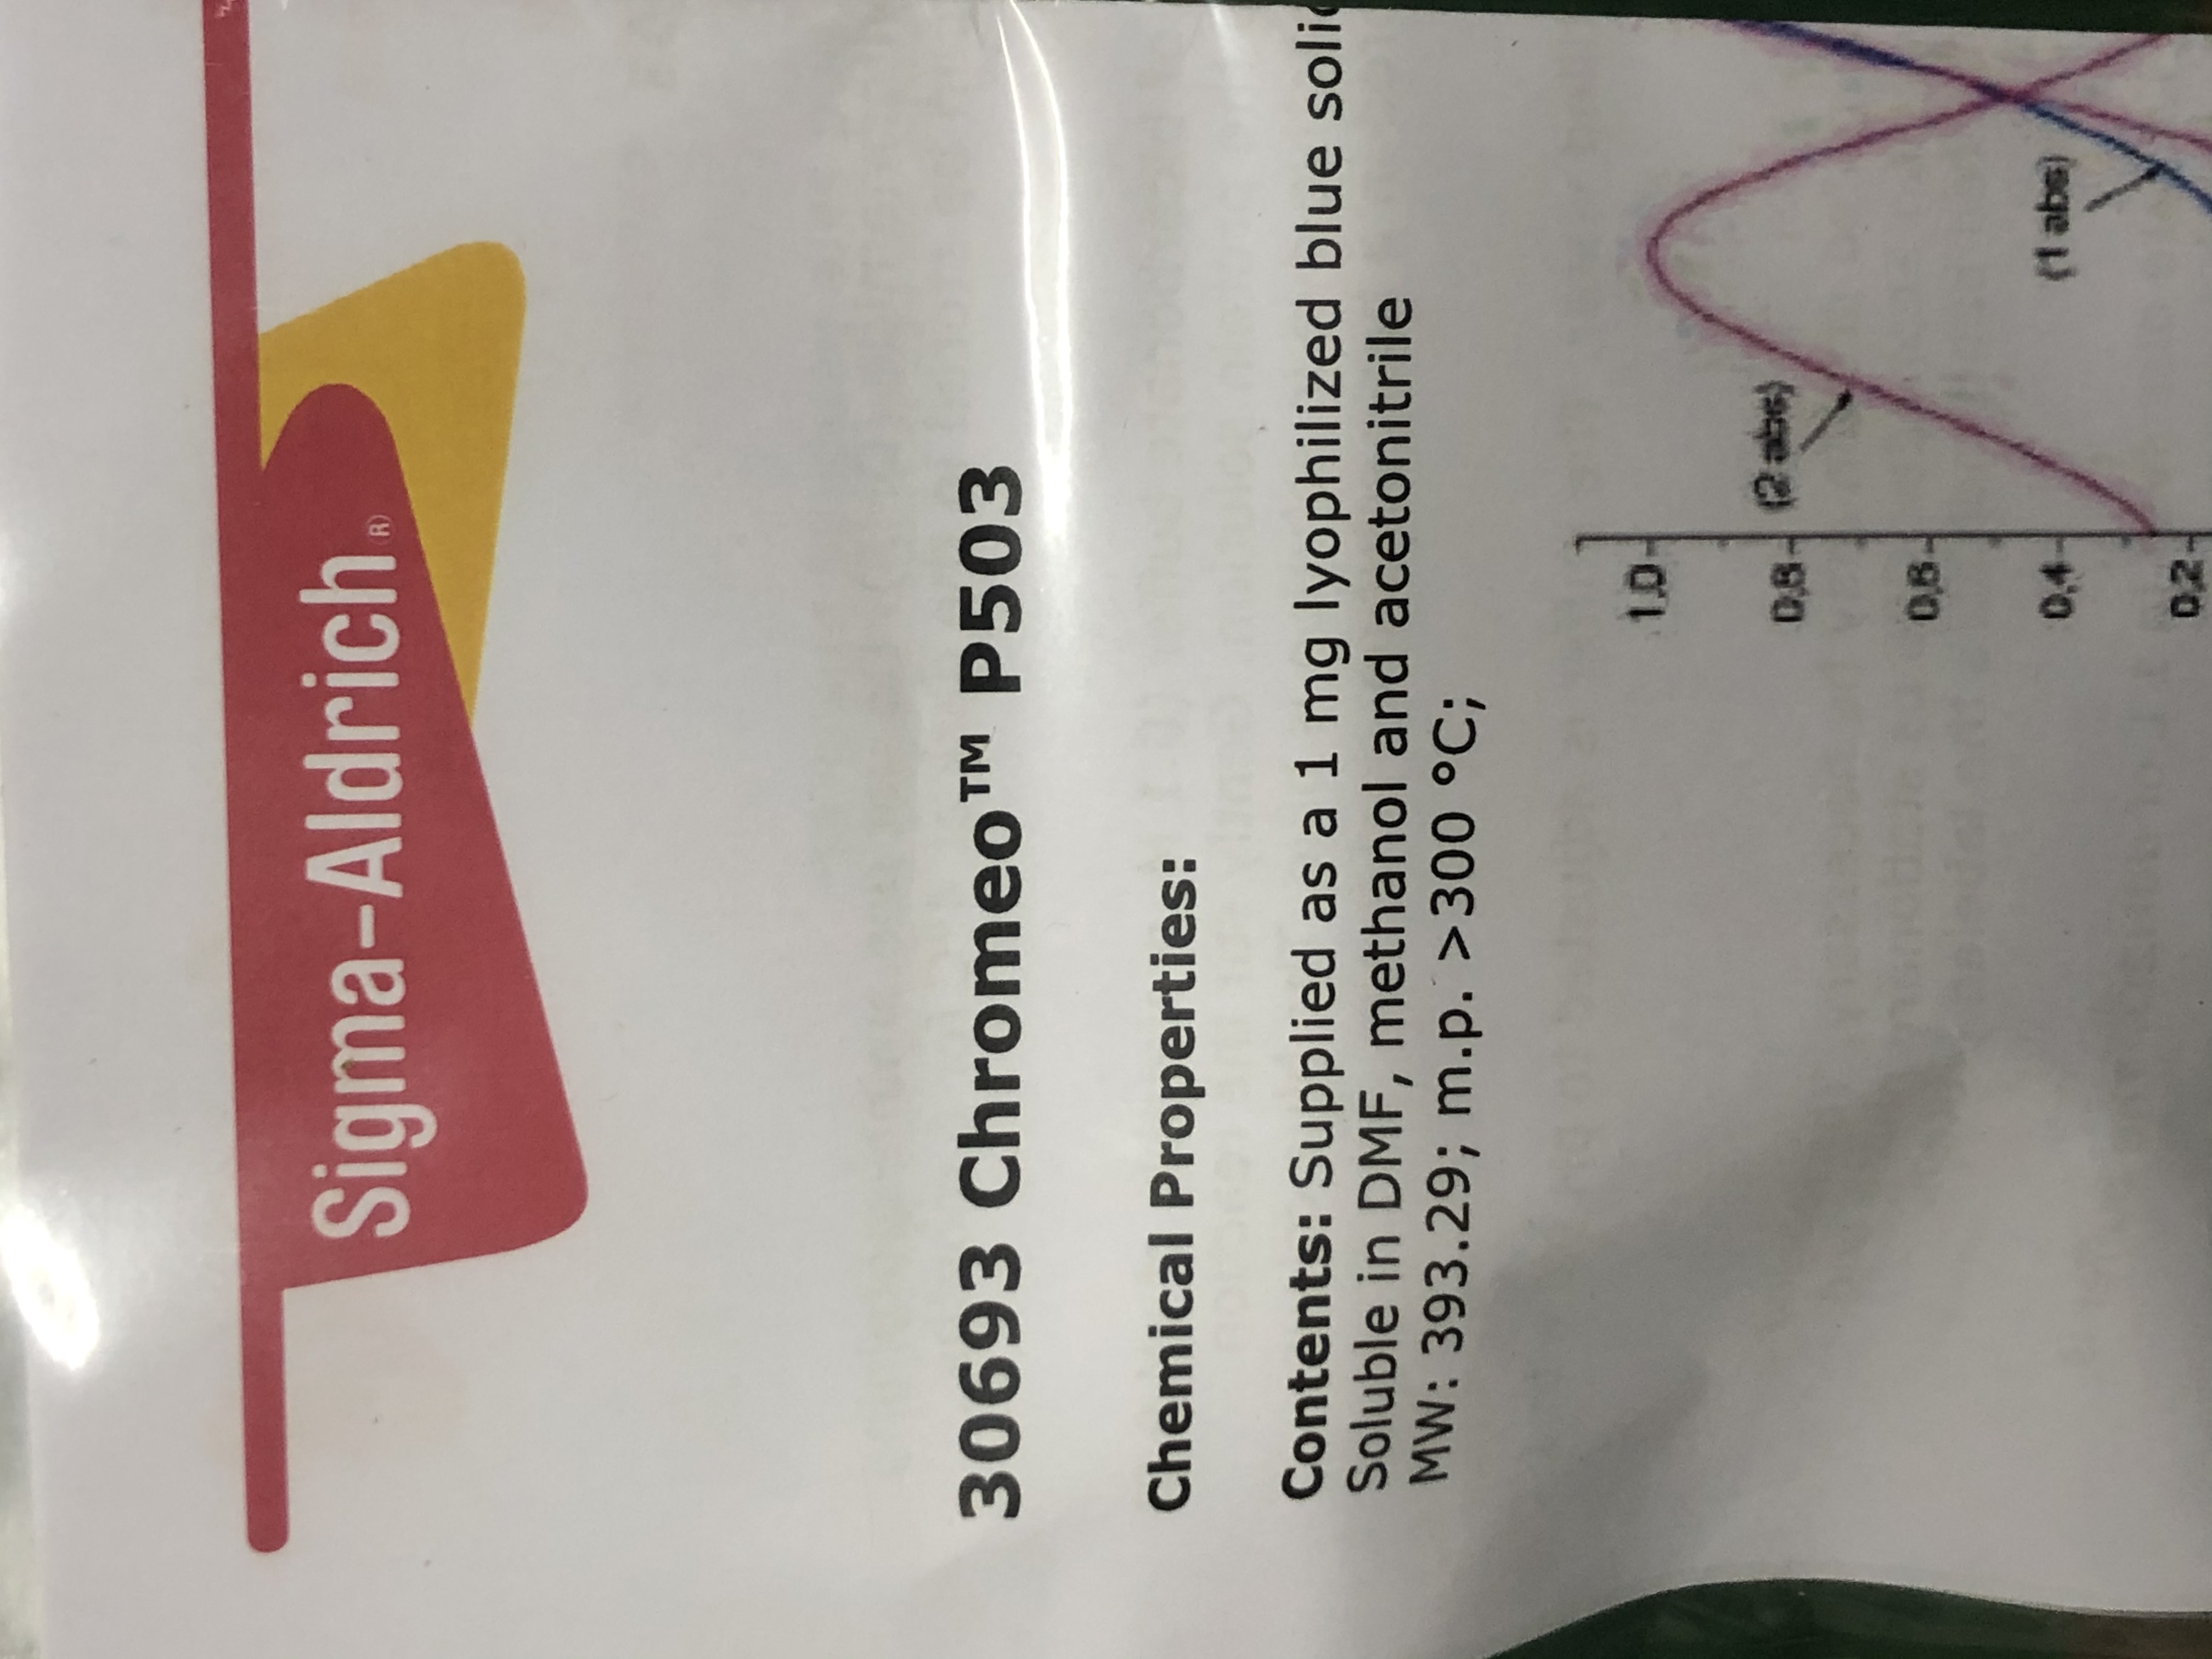 Sigma-Aldrich®
30693 Chromeo™ P503
Chemical Properties:
Contents: Supplied as a 1 mg lyophilized blue
Soluble in DMF, methanol and acetonitrile
MW: 393.29; m.p. >300 °C;
1.0
(2 abs)
0.8
0.6
(1 abs)
0.4
0.2